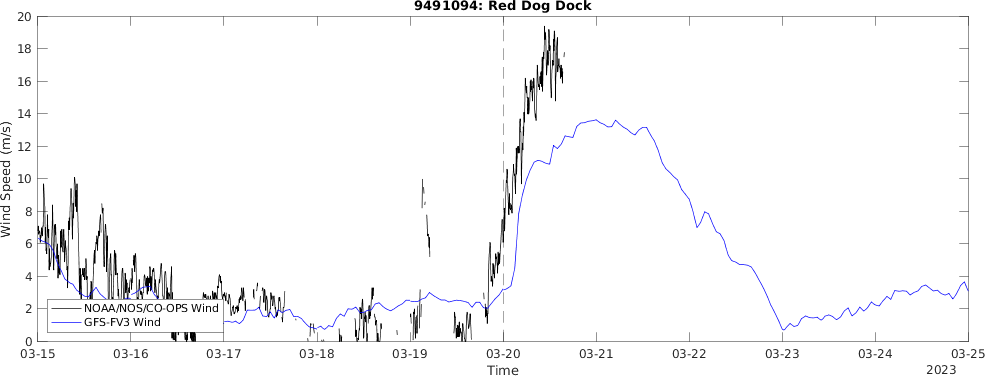 9491094: Red Dog Dock
20
18
16
14
12
10
8
6
4
2
0
Wind Speed (m/s)
NOAA/NOS/CO-OPS Wind
GFS-FV3 Wind
03-15 03-16 03-17 03-18 03-19 03-20 03-21 03-22 03-23 03-24 03-25
Time
2023